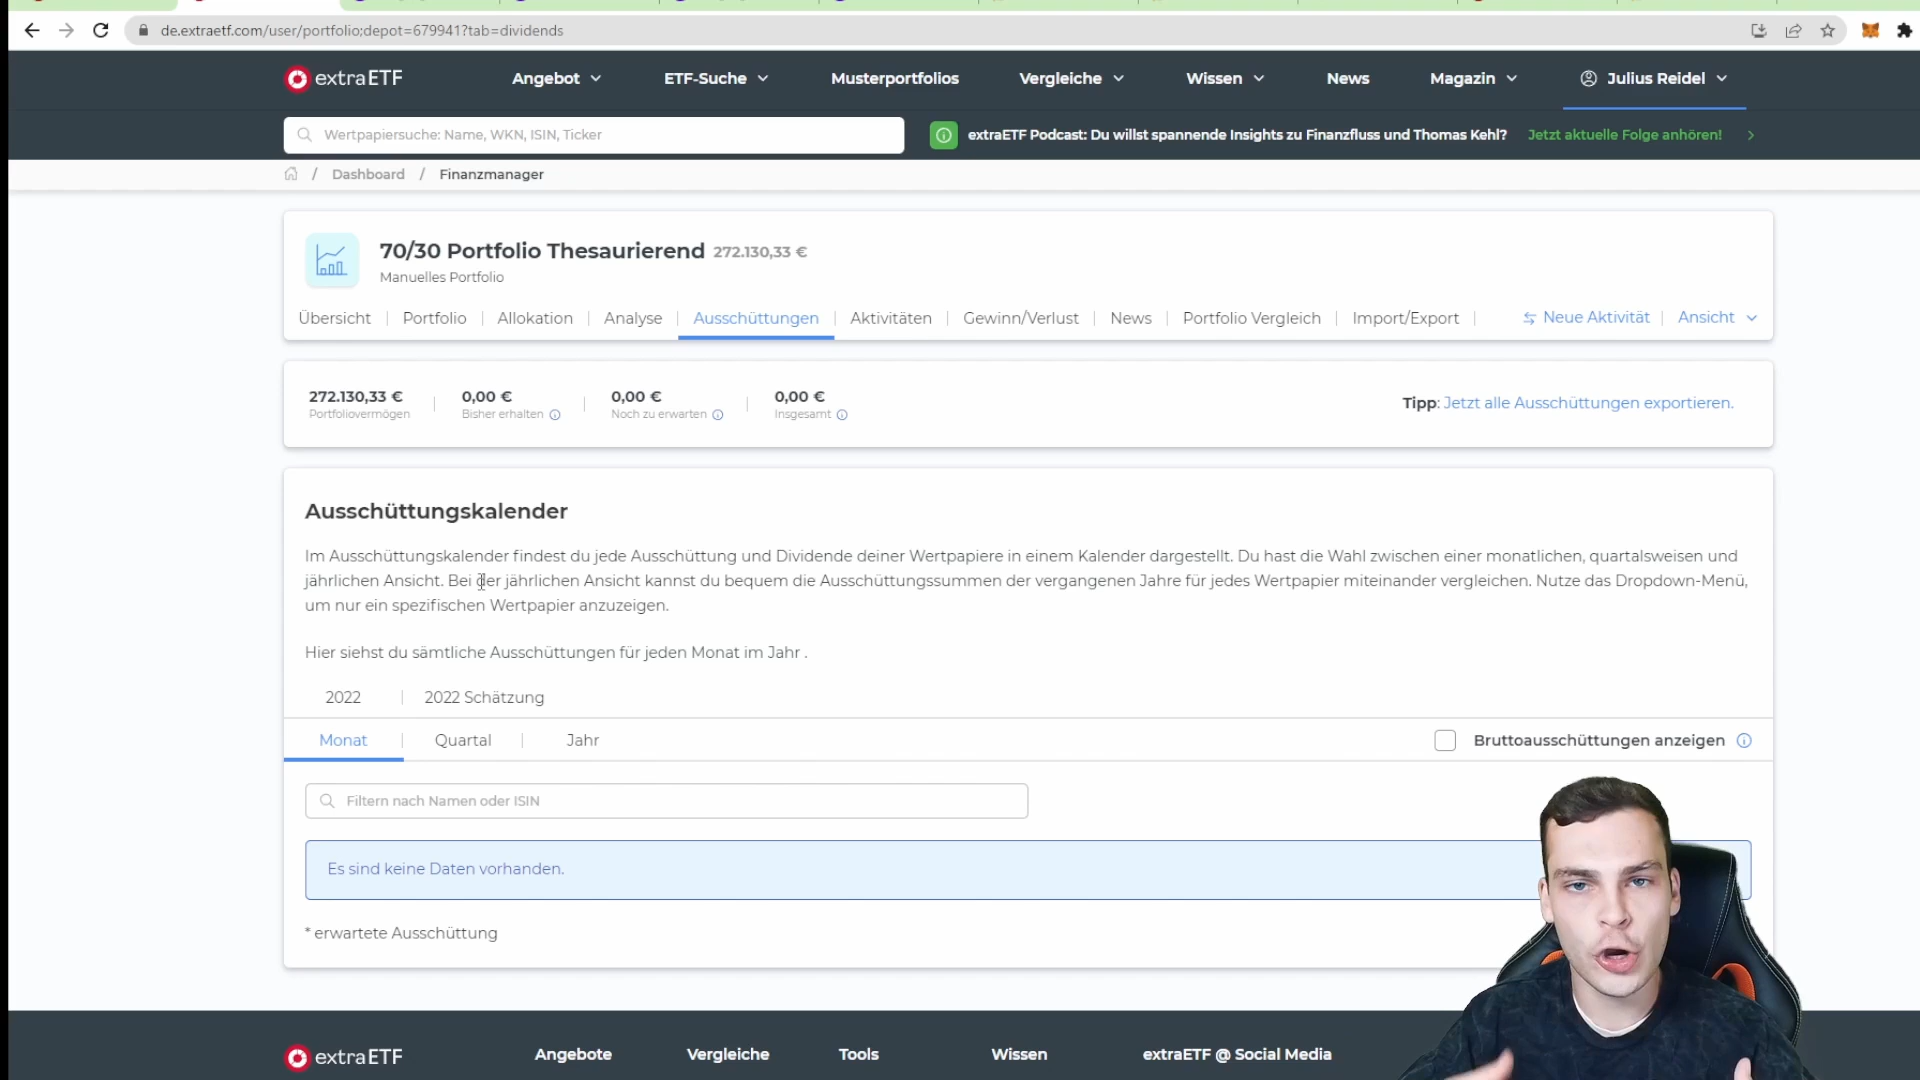 de.extraetf.com/user/portfolio;depot=679941?tab=dividends
extraETF
Angebot
ETF-Suche
Musterportfolios
Vergleiche
Wissen
News
Magazin
Julius Reidel
Wertpapiersuche: Name, WKN, ISIN, Ticker
extraETF Podcast: Du willst spannende Insights zu Finanzfluss und Thomas Kehl?
Jetzt aktuelle Folge anhören!
/ Dashboard / Finanzmanager
70/30 Portfolio Thesaurierend 272.130,33 €
Manuelles Portfolio
Übersicht
Portfolio
Allokation
Analyse
Ausschüttungen
Aktivitäten
Gewinn/Verlust
News
Portfolio Vergleich
Import/Export
Neue Aktivität
Ansicht
272.130,33 €
Portfoliovermögen
0,00 €
Bisher erhalten
0,00 €
Noch zu erwarten
0,00 €
Insgesamt
Tipp: Jetzt alle Ausschüttungen exportieren.
Ausschüttungskalender
Im Ausschüttungskalender findest du jede Ausschüttung und Dividende deiner Wertpapiere in einem Kalender dargestellt. Du hast die Wahl zwischen einer monatlichen, quartalsweisen und
jährlichen Ansicht. Bei der jährlichen Ansicht kannst du bequem die Ausschüttungssummen der vergangenen Jahre für jedes Wertpapier miteinander vergleichen. Nutze das Dropdown-Menü,
um nur ein spezifischen Wertpapier anzuzeigen.
Hier siehst du sämtliche Ausschüttungen für jeden Monat im Jahr .
2022
2022 Schätzung
Monat
Quartal
Jahr
Bruttoausschüttungen anzeigen
Filtern nach Namen oder ISIN
Es sind keine Daten vorhanden.
* erwartete Ausschüttung
extraETF
Angebote
Vergleiche
Tools
Wissen
extraETF @ Social Media